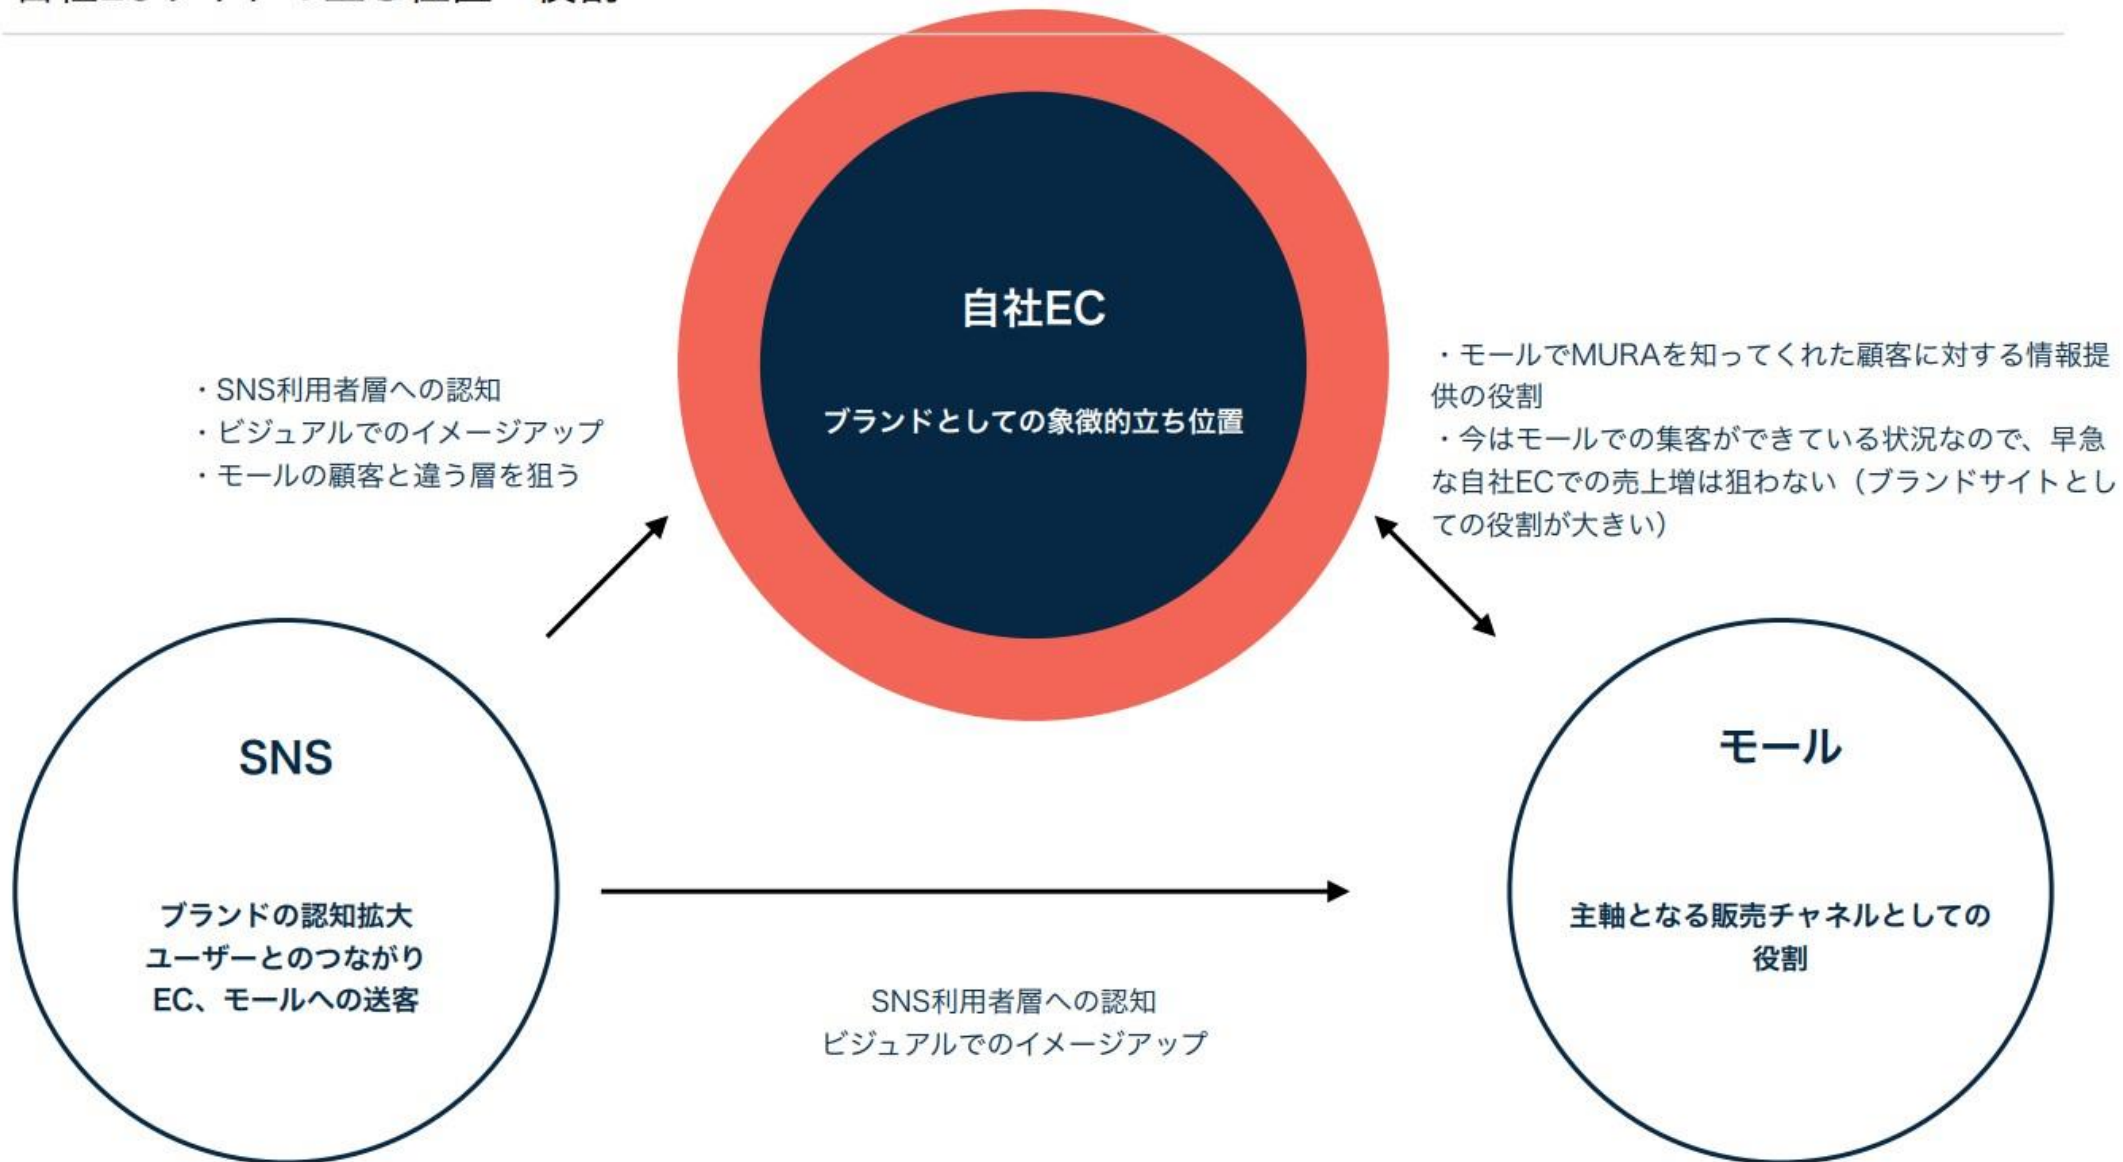 自社EC
ブランドとしての象徴的立ち位置
・SNS利用者層への認知
・ビジュアルでのイメージアップ
・モールの顧客と違う層を狙う
・モールでMURAを知ってくれた顧客に対する情報提
供の役割
・今はモールでの集客ができている状況なので、早急
な自社ECでの売上増は狙わない（ブランドサイトとし
ての役割が大きい）
SNS
ブランドの認知拡大
ユーザーとのつながり
EC、モールへの送客
モール
主軸となる販売チャネルとしての
役割
SNS利用者層への認知
ビジュアルでのイメージアップ